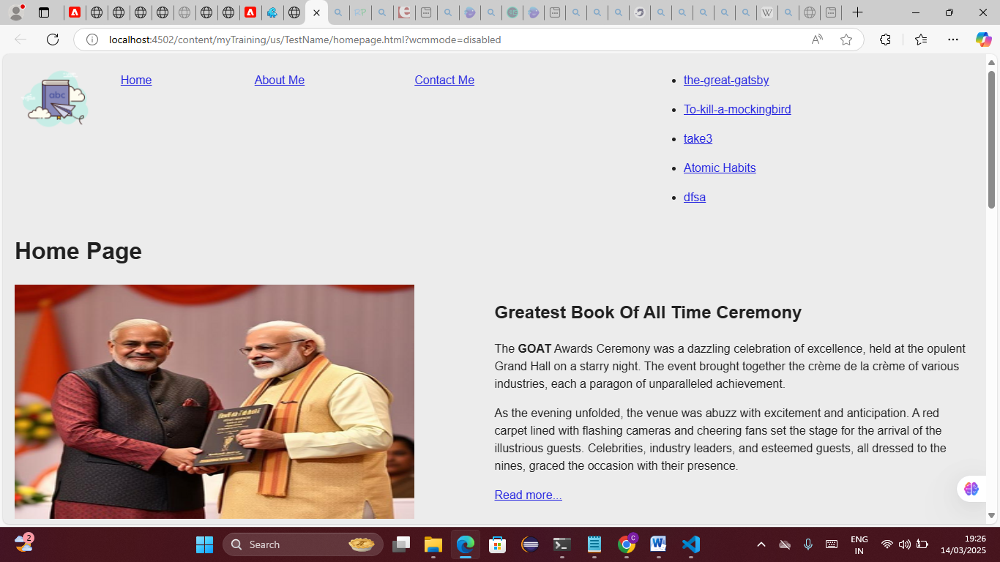 localhost:4502/content/myTraining/us/TestName/homepage.html?wcmmode=disabled
abc
Home
About Me
Contact Me
the-great-gatsby
To-kill-a-mockingbird
take3
Atomic Habits
dfsa
Home Page
Greatest Book Of All Time Ceremony
The GOAT Awards Ceremony was a dazzling celebration of excellence, held at the opulent
Grand Hall on a starry night. The event brought together the crème de la crème of various
industries, each a paragon of unparalleled achievement.
As the evening unfolded, the venue was abuzz with excitement and anticipation. A red
carpet lined with flashing cameras and cheering fans set the stage for the arrival of the
illustrious guests. Celebrities, industry leaders, and esteemed guests, all dressed to the
nines, graced the occasion with their presence.
Read more...
2
Search
C
ENG
IN
19:26
14/03/2025